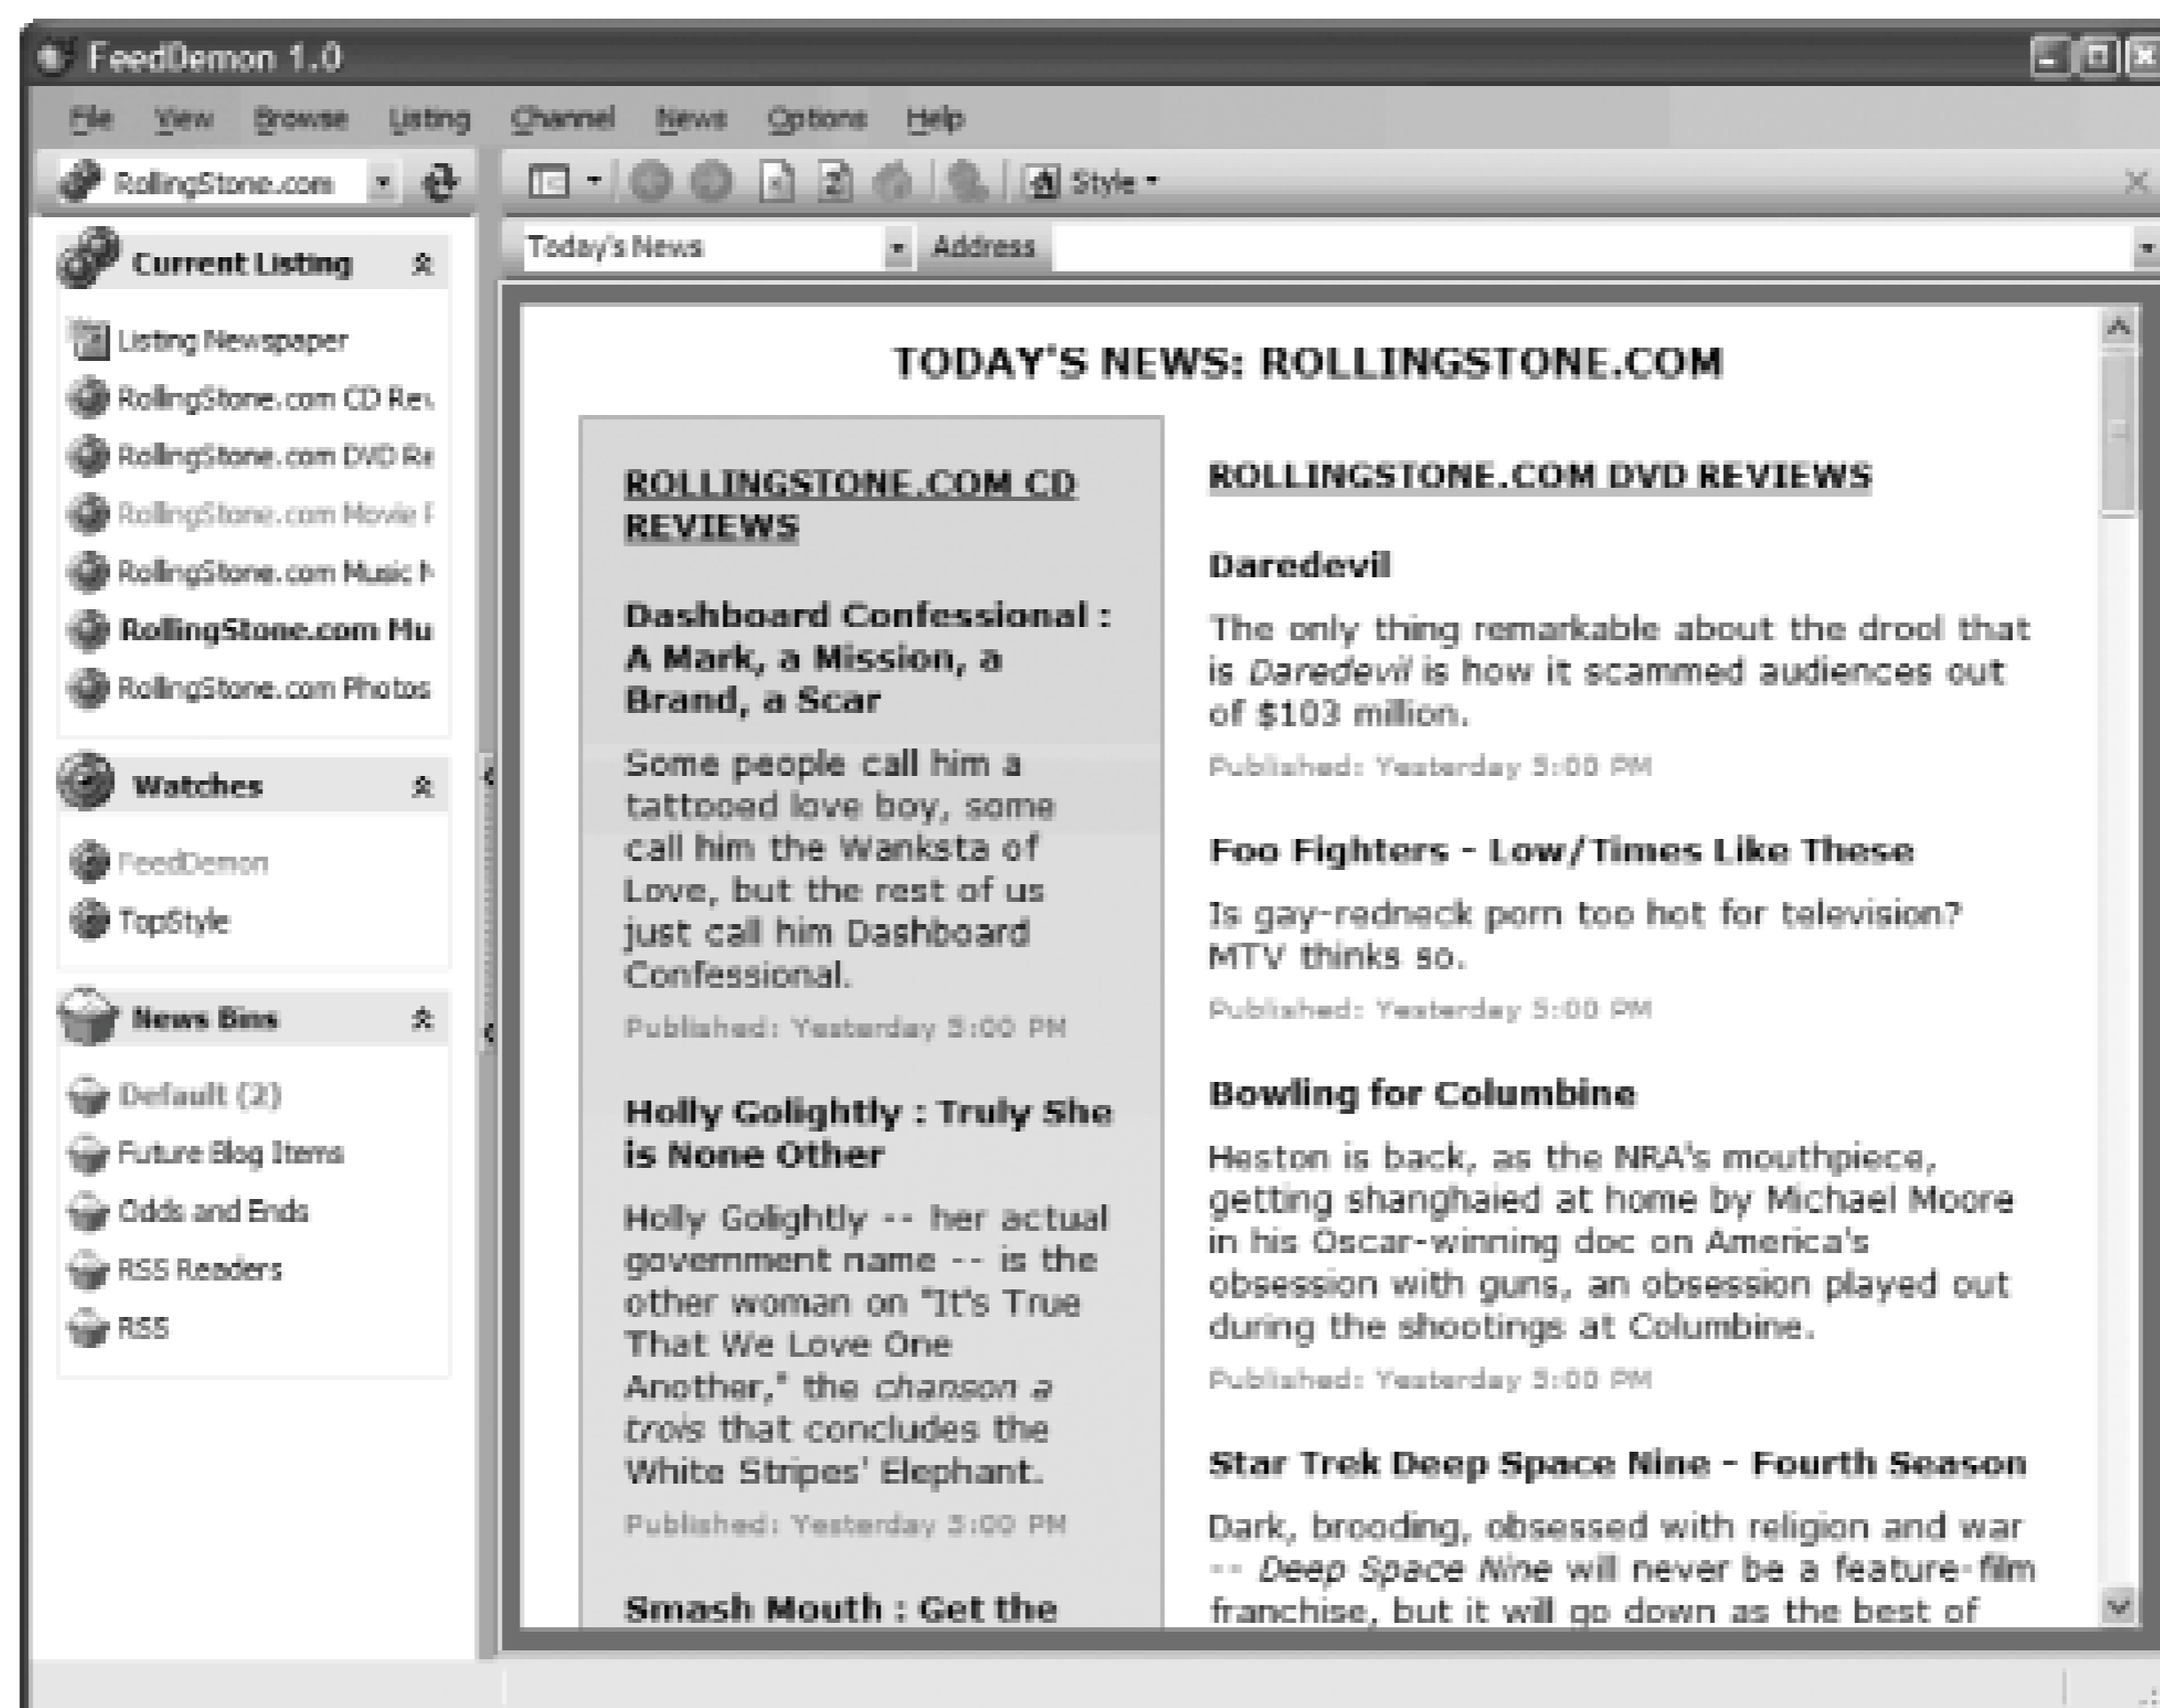 FeedDemon 1.0
File View Browse Listing Channel News Options Help
RollingStone.com
Style
Today's News
Address
Current Listing
Listing Newspaper
RollingStone.com CD Rev
RollingStone.com DVD Re
RollingStone.com Movie
RollingStone.com Music
RollingStone.com Mu
RollingStone.com Photos
Watches
FeedDemon
TopStyle
News Bins
Default (2)
Future Blog Items
Odds and Ends
RSS Readers
RSS
TODAY'S NEWS: ROLLINGSTONE.COM
ROLLINGSTONE.COM CD
REVIEWS
Dashboard Confessional :
A Mark, a Mission, a
Brand, a Scar
Some people call him a
tattooed love boy, some
call him the Wanksta of
Love, but the rest of us
just call him Dashboard
Confessional.
Published: Yesterday 5:00 PM
Holly Golightly : Truly She
is None Other
Holly Golightly -- her actual
government name -- is the
other woman on "It's True
That We Love One
Another," the chanson a
trois that concludes the
White Stripes' Elephant.
Published: Yesterday 5:00 PM
Smash Mouth : Get the
ROLLINGSTONE.COM DVD REVIEWS
Daredevil
The only thing remarkable about the drool that
is Daredevil is how it scammed audiences out
of $103 million.
Published: Yesterday 5:00 PM
Foo Fighters - Low/Times Like These
Is gay-redneck porn too hot for television?
MTV thinks so.
Published: Yesterday 5:00 PM
Bowling for Columbine
Heston is back, as the NRA's mouthpiece,
getting shanghaied at home by Michael Moore
in his Oscar-winning doc on America's
obsession with guns, an obsession played out
during the shootings at Columbine.
Published: Yesterday 5:00 PM
Star Trek Deep Space Nine - Fourth Season
Dark, brooding, obsessed with religion and war
-- Deep Space Nine will never be a feature-film
franchise, but it will go down as the best of